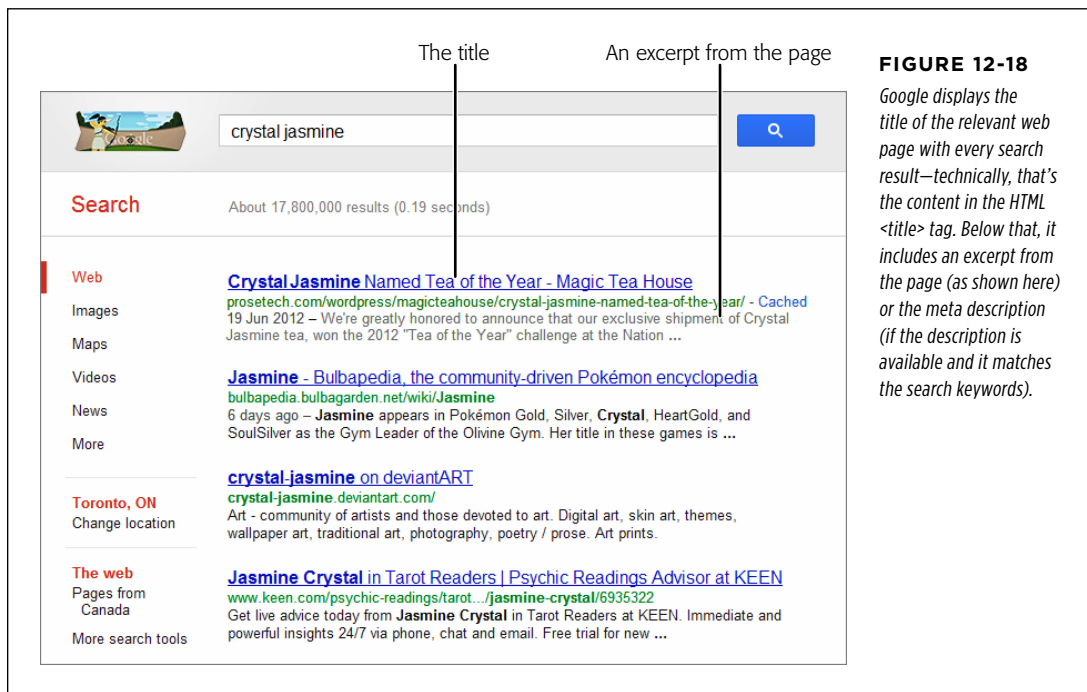 The title
An excerpt from the page
Google
crystal jasmine
Search
About 17,800,000 results (0.19 seconds)
Web
Images
Maps
Videos
News
More
Toronto, ON
Change location
The web
Pages from
Canada
More search tools
Crystal Jasmine Named Tea of the Year - Magic Tea House
prosetech.com/wordpress/magicteahouse/crystal-jasmine-named-tea-of-the-year/ - Cached
19 Jun 2012 – We're greatly honored to announce that our exclusive shipment of Crystal
Jasmine tea, won the 2012 "Tea of the Year" challenge at the Nation ...
Jasmine - Bulbapedia, the community-driven Pokémon encyclopedia
bulbapedia.bulbagarden.net/wiki/Jasmine
6 days ago – Jasmine appears in Pokémon Gold, Silver, Crystal, HeartGold, and
SoulSilver as the Gym Leader of the Olivine Gym. Her title in these games is ...
crystal-jasmine on deviantART
crystal-jasmine.deviantart.com/
Art - community of artists and those devoted to art. Digital art, skin art, themes,
wallpaper art, traditional art, photography, poetry / prose. Art prints.
Jasmine Crystal in Tarot Readers | Psychic Readings Advisor at KEEN
www.keen.com/psychic-readings/tarot.../jasmine-crystal/6935322
Get live advice today from Jasmine Crystal in Tarot Readers at KEEN. Immediate and
powerful insights 24/7 via phone, chat and email. Free trial for new ...
FIGURE 12-18
Google displays the
title of the relevant web
page with every search
result—technically, that's
the content in the HTML
<title> tag. Below that, it
includes an excerpt from
the page (as shown here)
or the meta description
(if the description is
available and it matches
the search keywords).